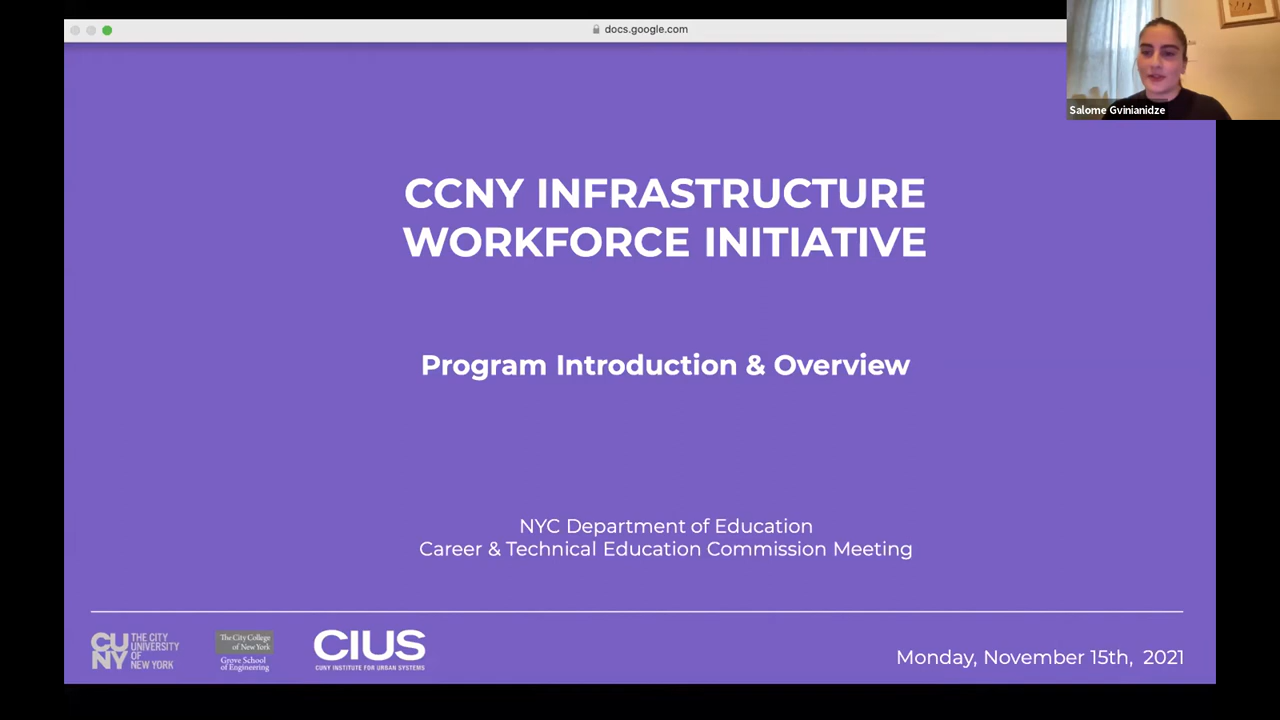 docs.google.com
Salome Gvinianidze
CCNY INFRASTRUCTURE
WORKFORCE INITIATIVE
Program Introduction & Overview
NYC Department of Education
Career & Technical Education Commission Meeting
CU
NY
THE CITY
UNIVERSITY
OF
NEW YORK
The City College
of New York
Grove School
of Engineering
CIUS
CCNY INSTITUTE FOR URBAN SYSTEMS
Monday, November 15th, 2021